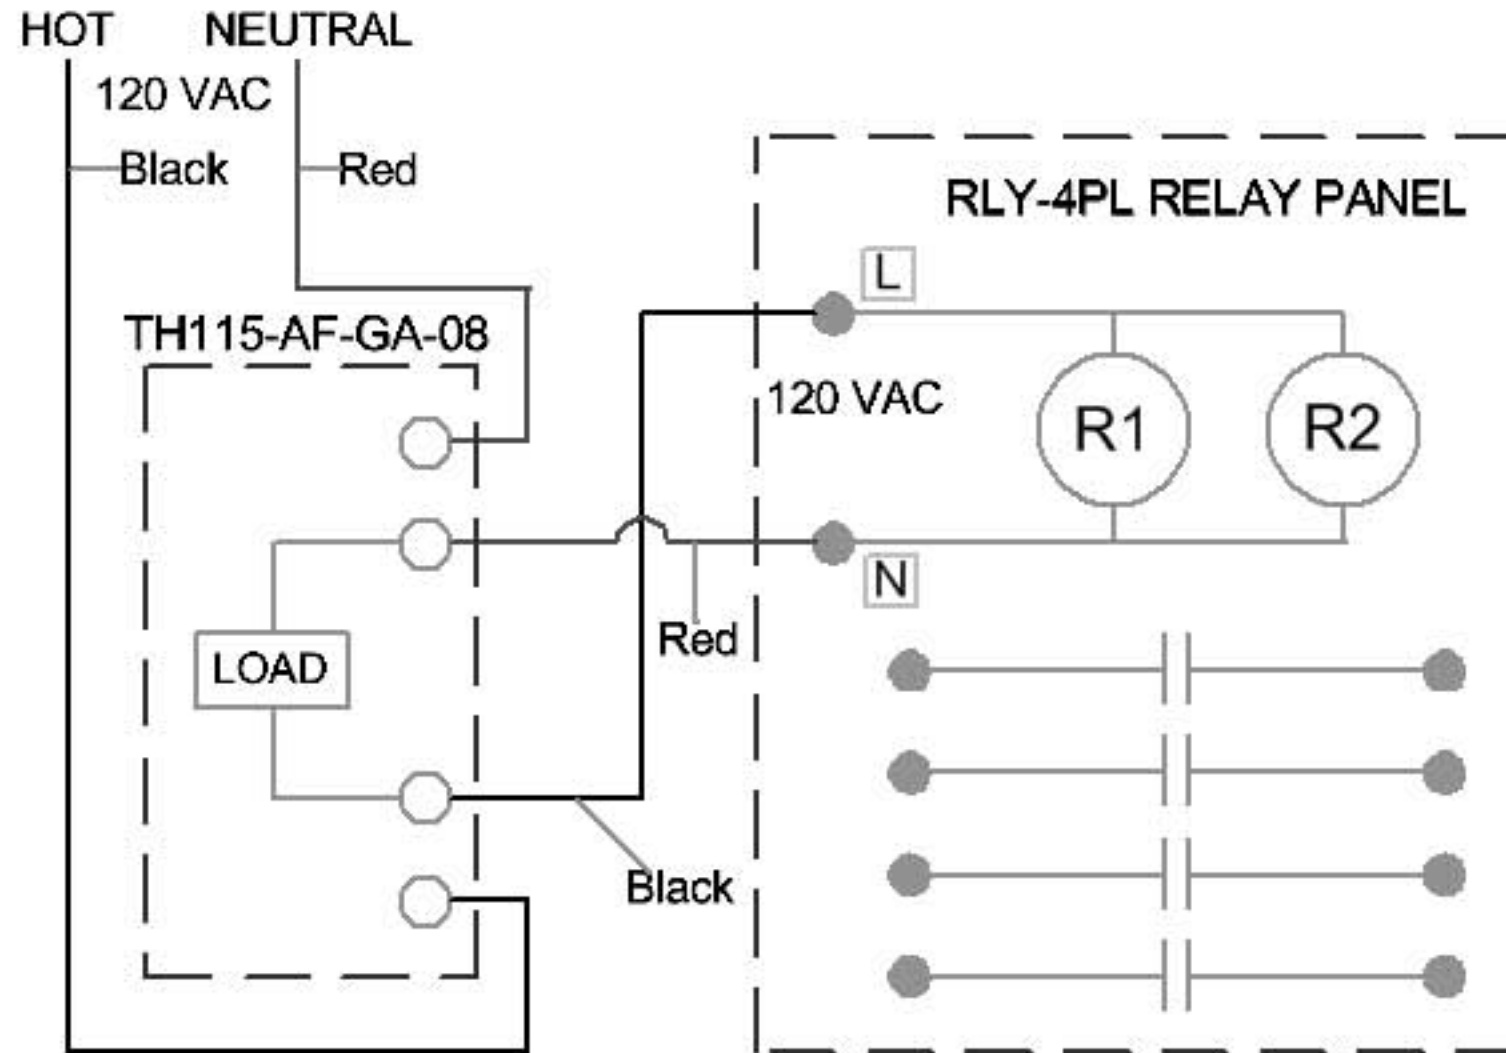 HOT NEUTRAL
120 VAC
Black Red
RLY-4PL RELAY PANEL
L
TH115-AF-GA-08
120 VAC
R1 R2
N
Red
LOAD
Black